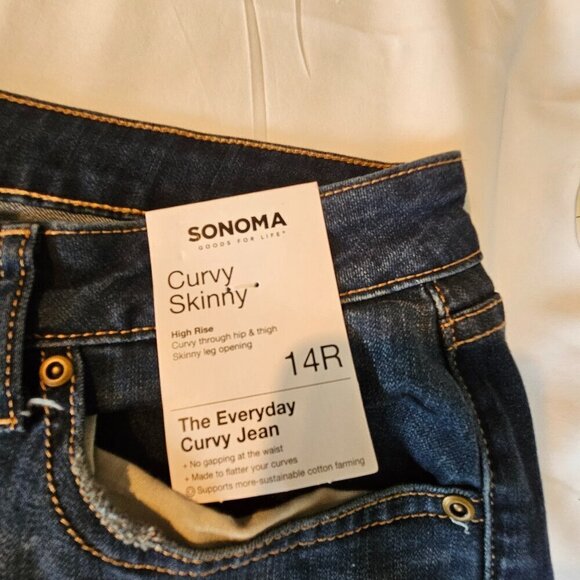 SONOMA
GOODS FOR LIFE®
Curvy
Skinny
High Rise
Curvy through hip & thigh
Skinny leg opening
14R
The Everyday
Curvy Jean
+ No gapping at the waist
+ Made to flatter your curves
Supports more-sustainable cotton farming